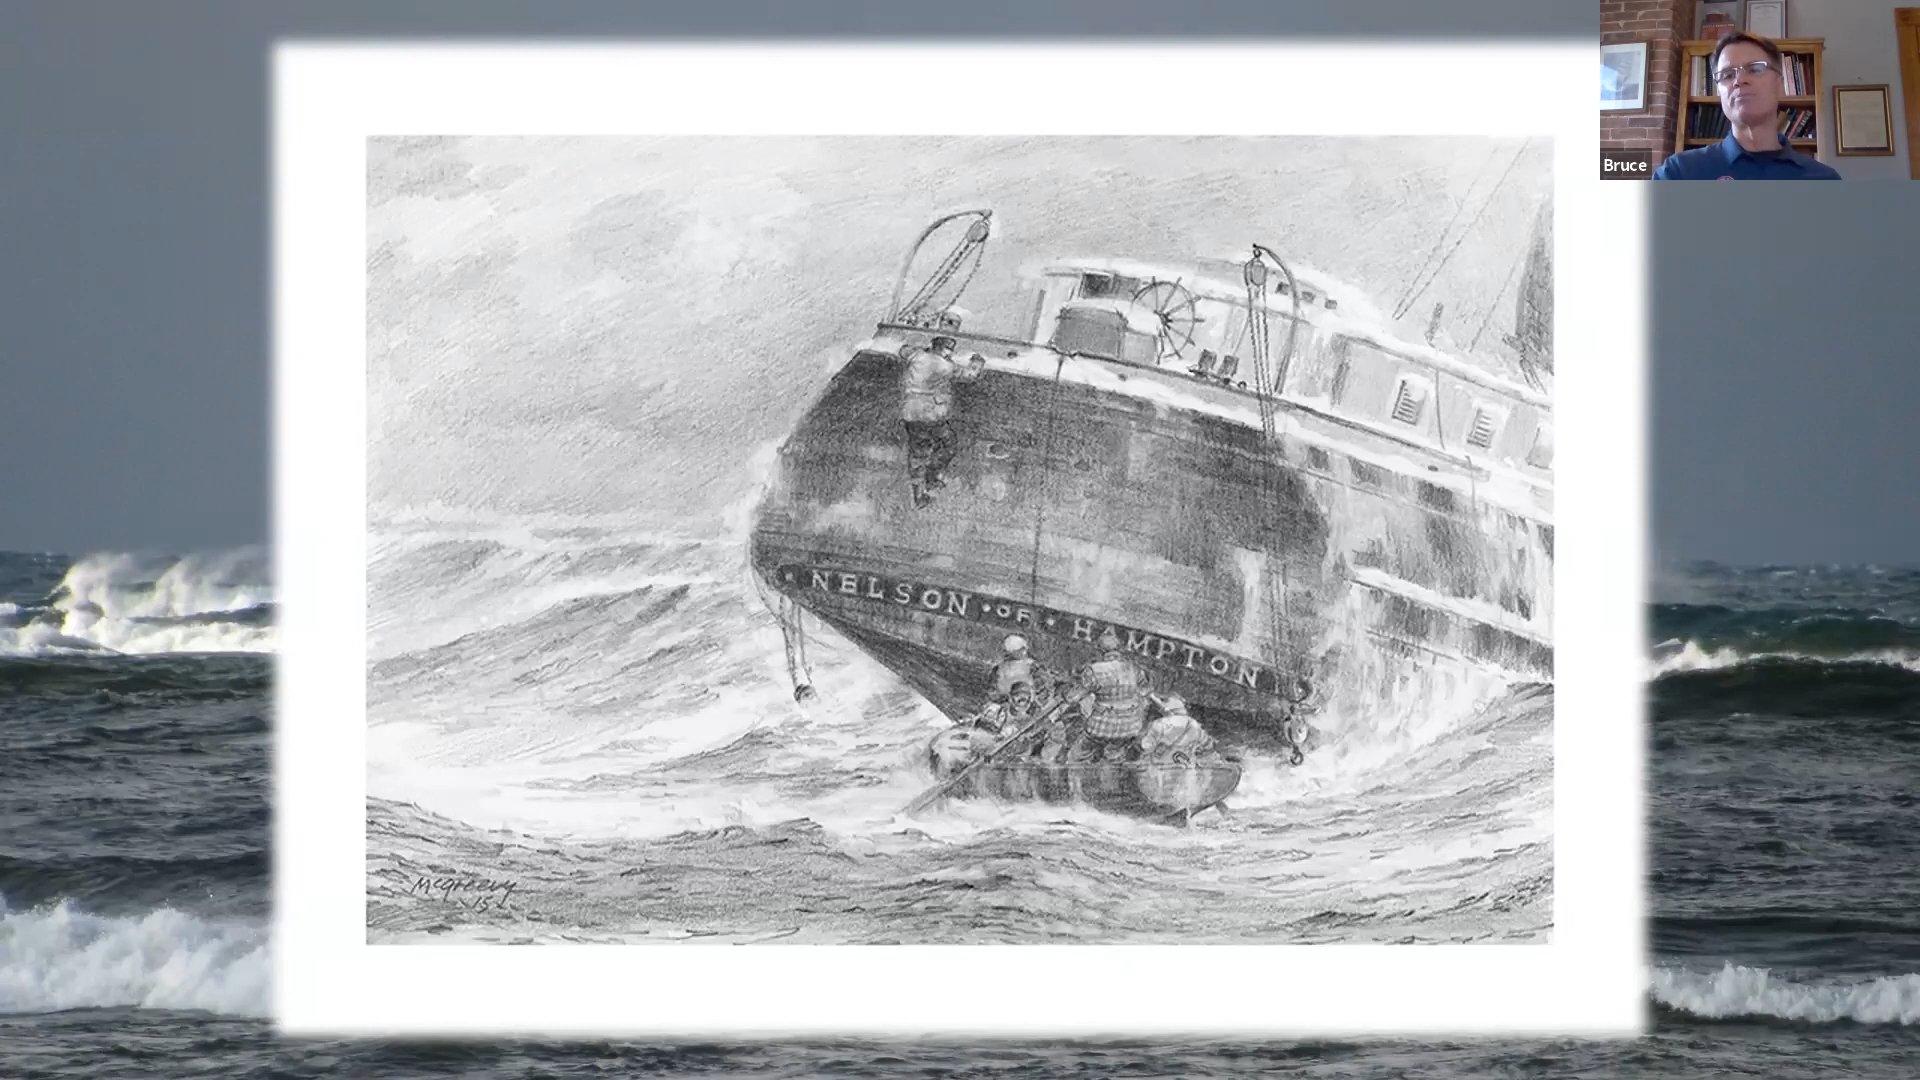 Bruce
• NELSON • OF • HAMPTON
McGreevy
15